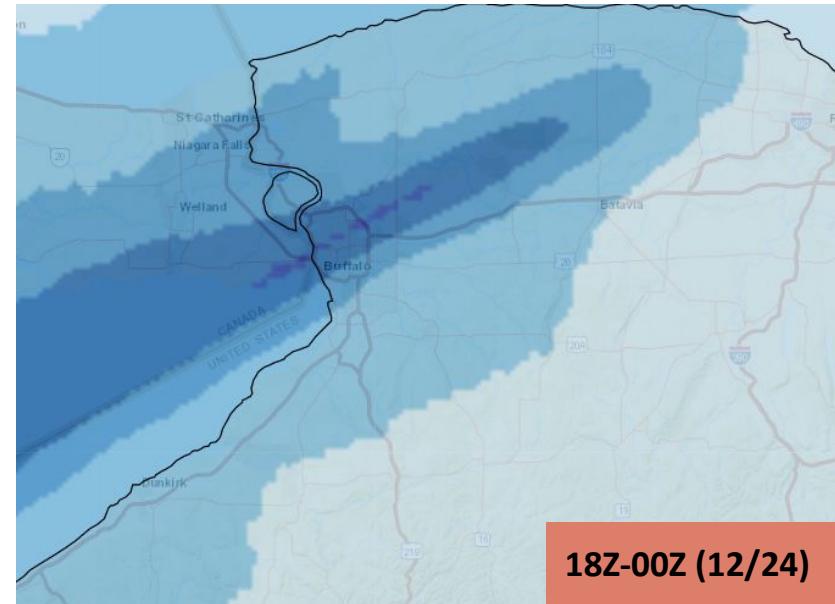 on
104
St Catharines
490
R
Niagara Falls
20
Welland
Batavia
Buffalo
20
CANADA
UNITED STATES
20A
390
Dunkirk
19
16
219
18Z-00Z (12/24)